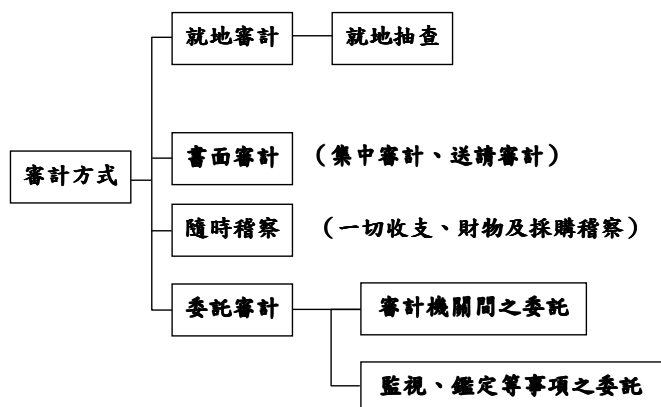 就地審計
就地抽查
審計方式
書面審計
（集中審計、送請審計）
隨時稽察
（一切收支、財物及採購稽察）
委託審計
審計機關間之委託
監視、鑑定等事項之委託